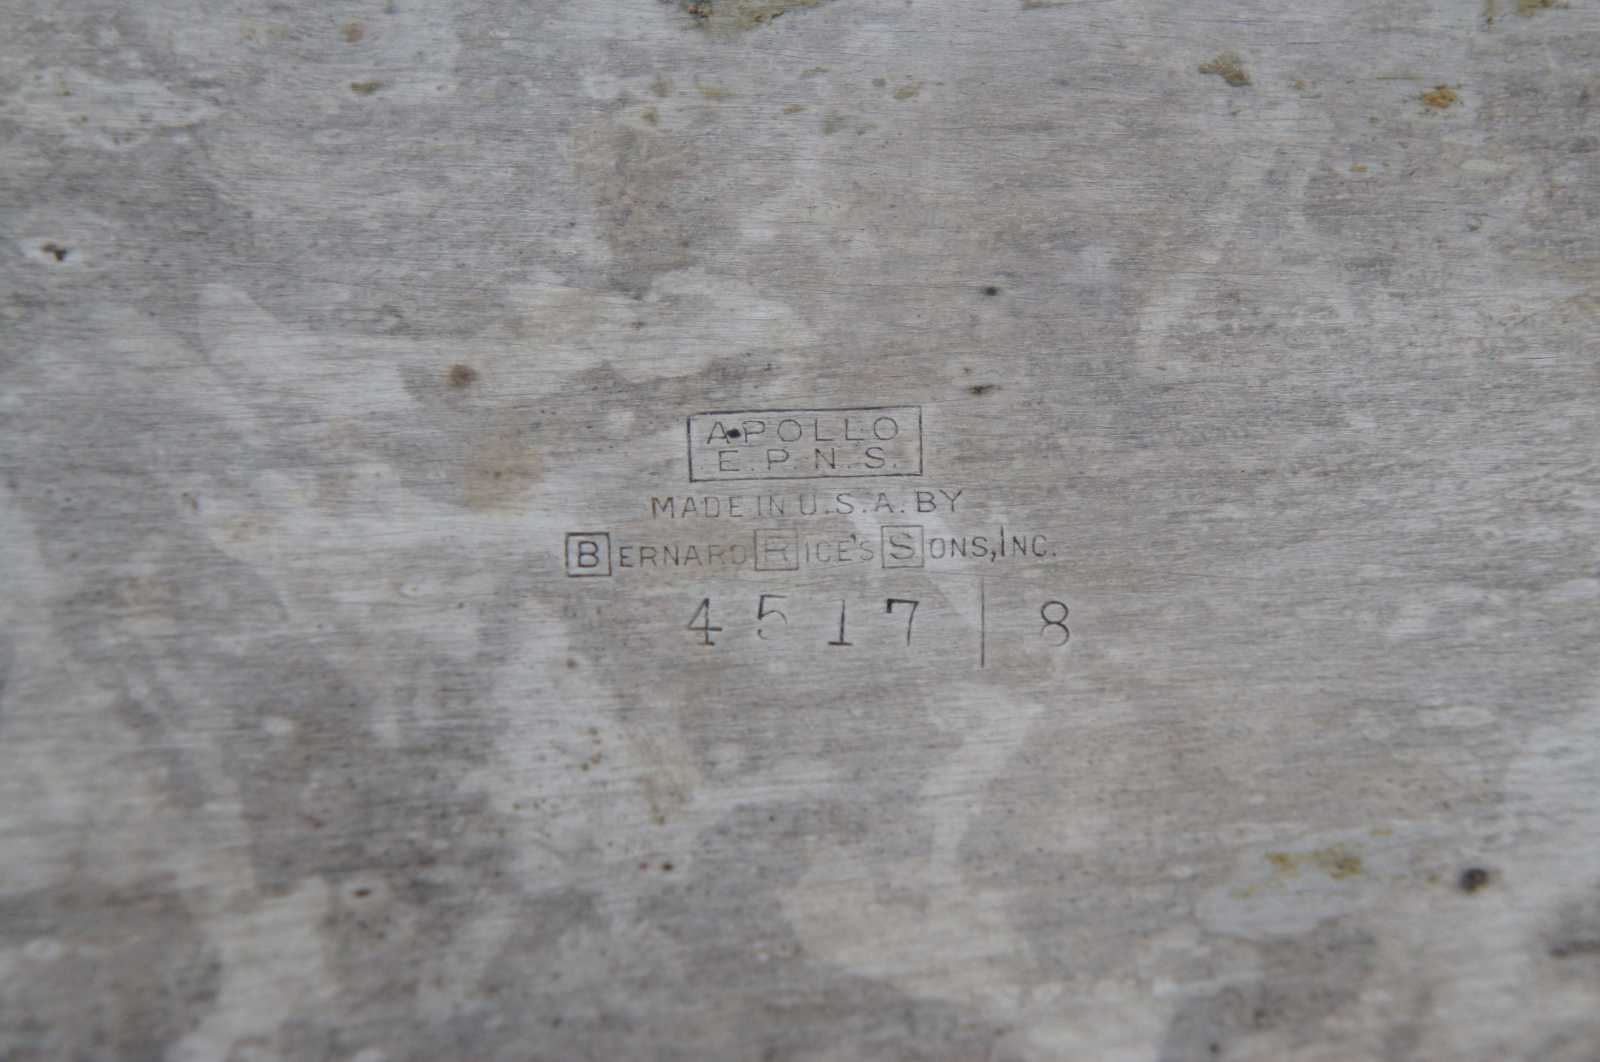 APOLLO
E.P.N.S.
MADE IN U.S.A. BY
BERNARD RICE'S SONS, INC.
4517 | 8